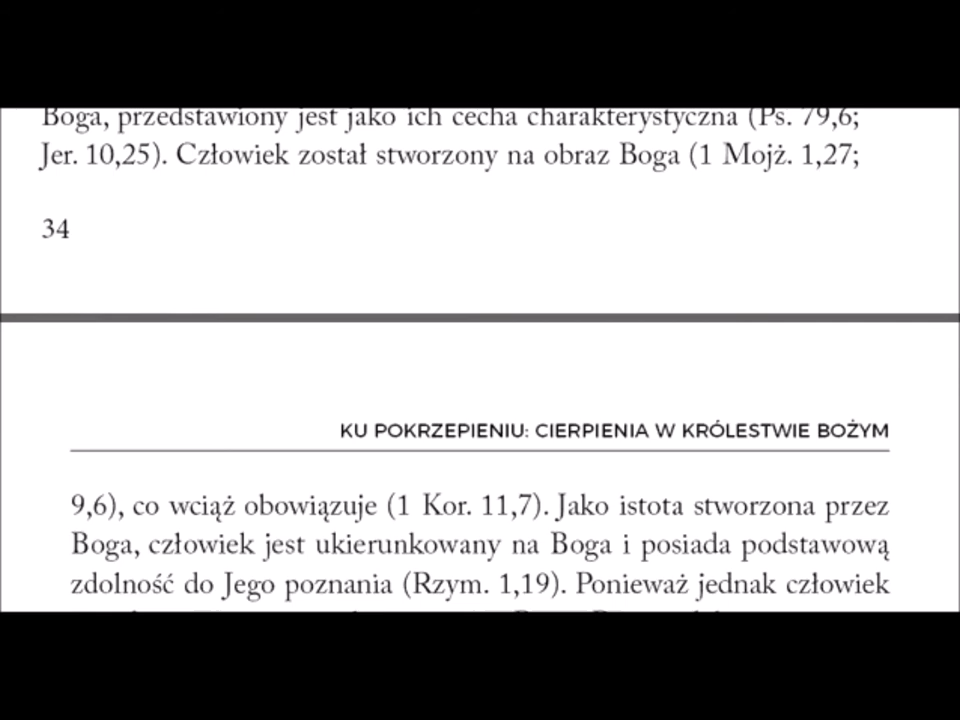 Boga, przedstawiony jest jako ich cecha charakterystyczna (Ps. 79,6;
Jer. 10,25). Człowiek został stworzony na obraz Boga (1 Mojż. 1,27;
34
KU POKRZEPIENIU: CIERPIENIA W KRÓLESTWIE BOŻYM
9,6), co wciąż obowiązuje (1 Kor. 11,7). Jako istota stworzona przez
Boga, człowiek jest ukierunkowany na Boga i posiada podstawową
zdolność do Jego poznania (Rzym. 1,19). Ponieważ jednak człowiek